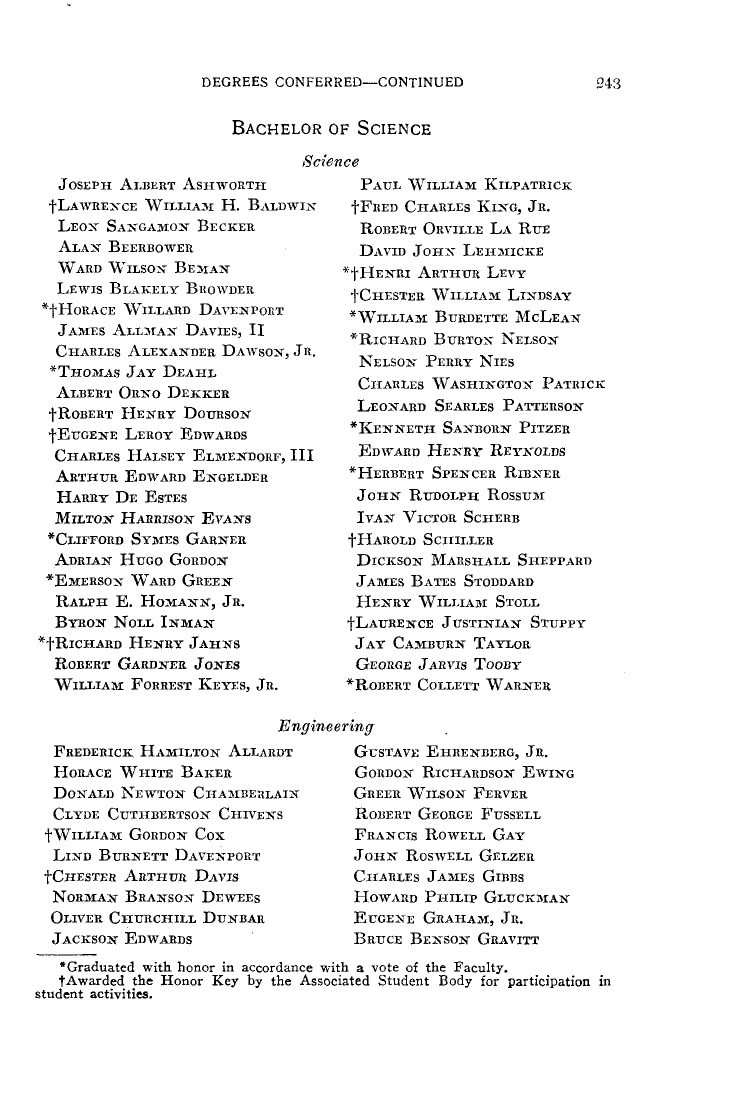 DEGREES CONFERRED—CONTINUED 243
BACHELOR OF SCIENCE
Science
JOSEPH ALBERT ASHWORTH
†LAWRENCE WILLIAM H. BALDWIN
LEON SANGAMON BECKER
ALAN BEERBOWER
WARD WILSON BEMAN
LEWIS BLAKELY BROWDER
*†HORACE WILLARD DAVENPORT
JAMES ALLMAN DAVIES, II
CHARLES ALEXANDER DAWSON, JR.
*THOMAS JAY DEAHL
ALBERT ORNO DEKKER
†ROBERT HENRY DOURSON
†EUGENE LEROY EDWARDS
CHARLES HALSEY ELMENDORF, III
ARTHUR EDWARD ENGELDER
HARRY DE ESTES
MILTON HARRISON EVANS
*CLIFFORD SYMES GARNER
ADRIAN HUGO GORDON
*EMERSON WARD GREEN
RALPH E. HOMANN, JR.
BYRON NOLL INMAN
*†RICHARD HENRY JAHNS
ROBERT GARDNER JONES
WILLIAM FORREST KEYES, JR.
PAUL WILLIAM KILPATRICK
†FRED CHARLES KING, JR.
ROBERT ORVILLE LA RUE
DAVID JOHN LEHMICKE
*†HENRI ARTHUR LEVY
†CHESTER WILLIAM LINDSAY
*WILLIAM BURDETTE MCLEAN
*RICHARD BURTON NELSON
NELSON PERRY NIES
CHARLES WASHINGTON PATRICK
LEONARD SEARLES PATTERSON
*KENNETH SANBORN PITZER
EDWARD HENRY REYNOLDS
*HERBERT SPENCER RIBNER
JOHN RUDOLPH ROSSUM
IVAN VICTOR SCHERB
†HAROLD SCHILLER
DICKSON MARSHALL SHEPPARD
JAMES BATES STODDARD
HENRY WILLIAM STOLL
†LAURENCE JUSTINIAN STUPPY
JAY CAMBURN TAYLOR
GEORGE JARVIS TOOBY
*ROBERT COLLETT WARNER
Engineering
FREDERICK HAMILTON ALLARDT
HORACE WHITE BAKER
DONALD NEWTON CHAMBERLAIN
CLYDE CUTHBERTSON CHIVENS
†WILLIAM GORDON COX
LIND BURNETT DAVENPORT
†CHESTER ARTHUR DAVIS
NORMAN BRANSON DEWEES
OLIVER CHURCHILL DUNBAR
JACKSON EDWARDS
GUSTAVE EHRENBERG, JR.
GORDON RICHARDSON EWING
GREER WILSON FERVER
ROBERT GEORGE FUSSELL
FRANCIS ROWELL GAY
JOHN ROSWELL GELZER
CHARLES JAMES GIBBS
HOWARD PHILIP GLUCKMAN
EUGENE GRAHAM, JR.
BRUCE BENSON GRAVITT
*Graduated with honor in accordance with a vote of the Faculty.
†Awarded the Honor Key by the Associated Student Body for participation in
student activities.